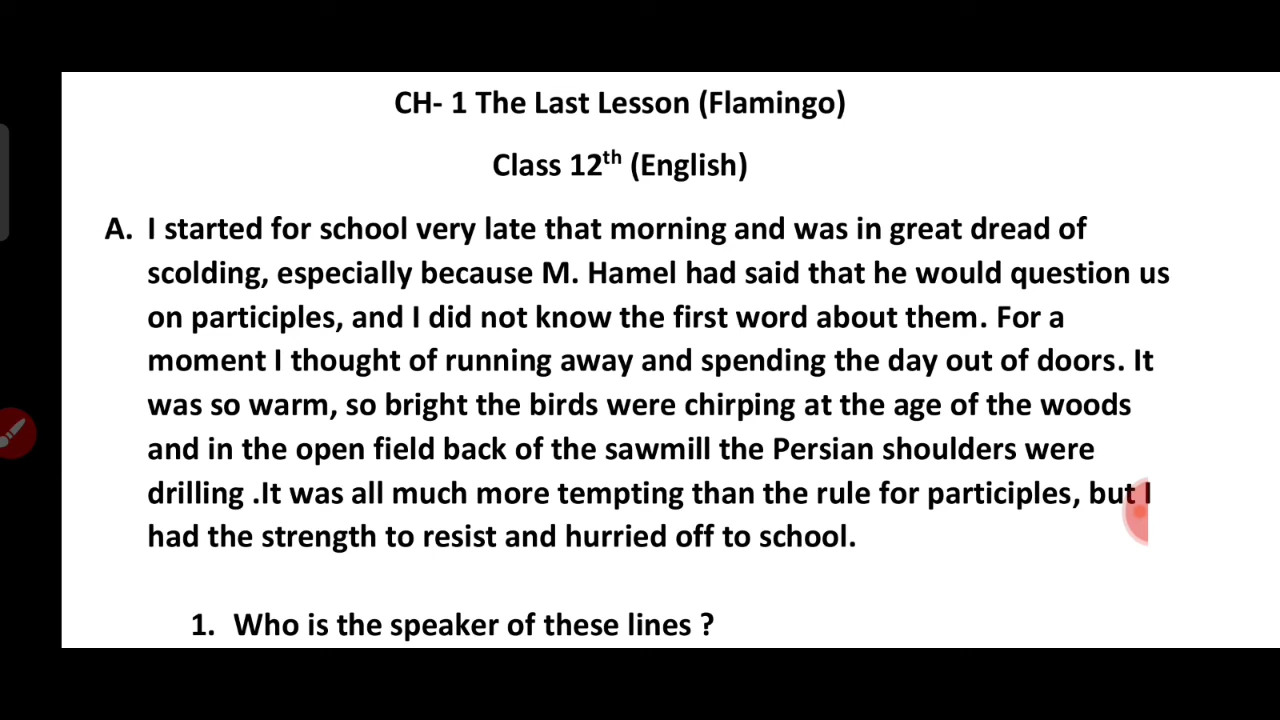 CH- 1 The Last Lesson (Flamingo)
Class 12th (English)
A. I started for school very late that morning and was in great dread of
scolding, especially because M. Hamel had said that he would question us
on participles, and I did not know the first word about them. For a
moment I thought of running away and spending the day out of doors. It
was so warm, so bright the birds were chirping at the age of the woods
and in the open field back of the sawmill the Persian shoulders were
drilling .It was all much more tempting than the rule for participles, but I
had the strength to resist and hurried off to school.
1. Who is the speaker of these lines ?